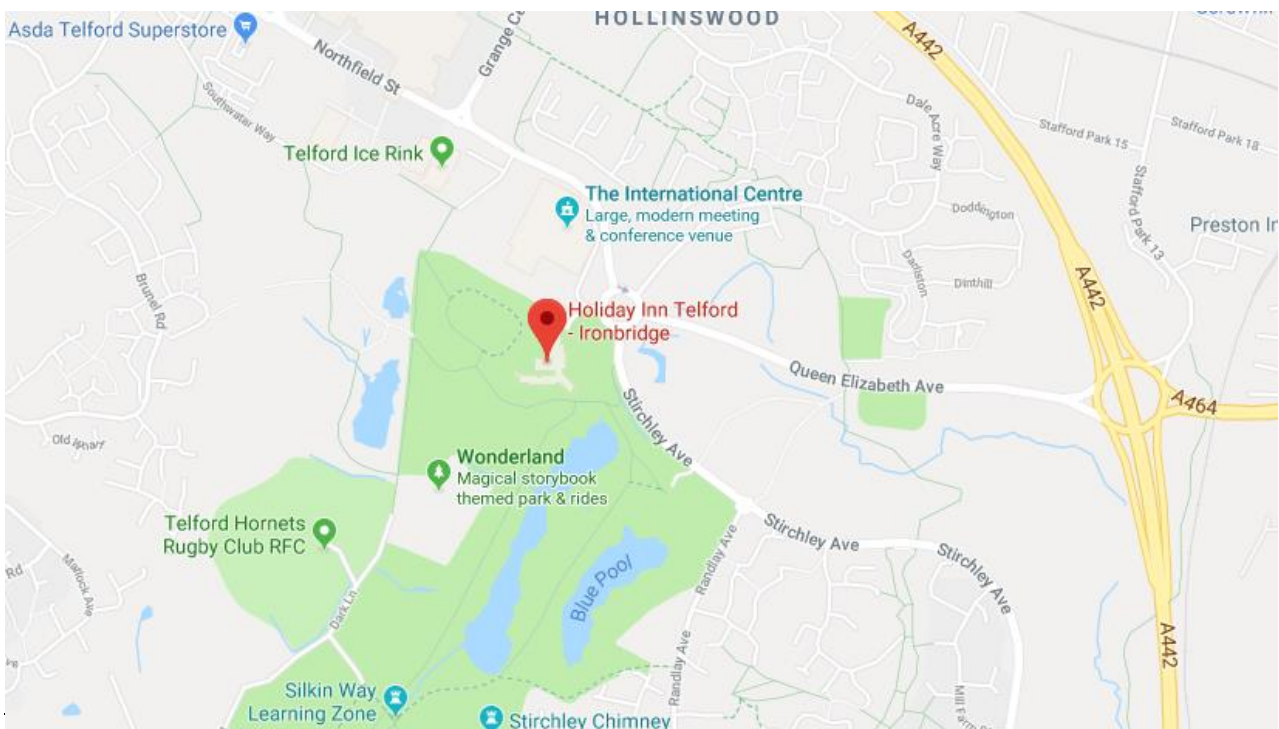 HOLLINSWOOD
Asda Telford Superstore
Northfield St
Southwater Way
Telford Ice Rink
A442
Dale Acre Way
Stafford Park 15
Stafford Park 18
Stafford Park 13
The International Centre
Large, modern meeting
& conference venue
Doddington
Preston
Brunel Rd
Darliston
Dinthill
A442
Holiday Inn Telford
- Ironbridge
Queen Elizabeth Ave
A464
Stirchley Ave
Old Wharf
Wonderland
Magical storybook
themed park & rides
Telford Hornets
Rugby Club RFC
Stirchley Ave
Stirchley Ave
Randlay Ave
Blue Pool
Rd
Matlock Ave
Dark Ln
A442
Randlay Ave
Silkin Way
Learning Zone
Stirchley Chimney
Mill Farm